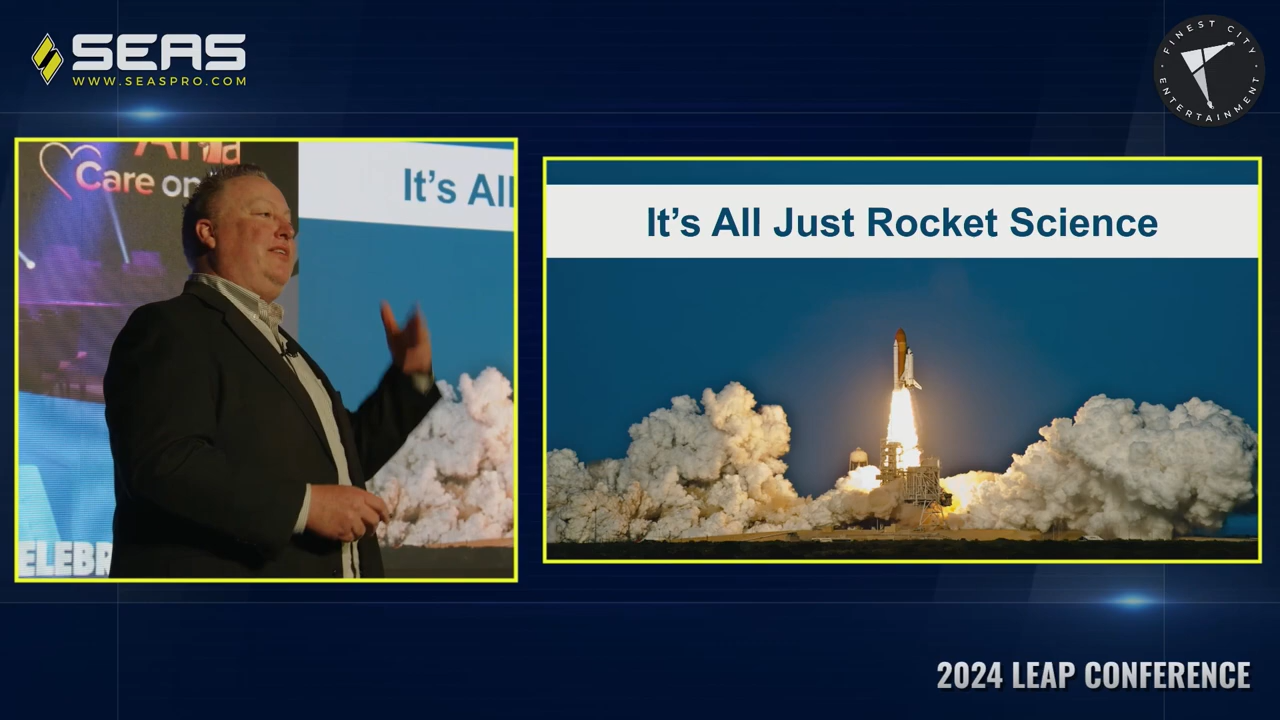 SEAS
WWW.SEASPRO.COM
FINEST CITY
ENTERTAINMENT
Care on
It's All
It's All Just Rocket Science
ELEBR
2024 LEAP CONFERENCE